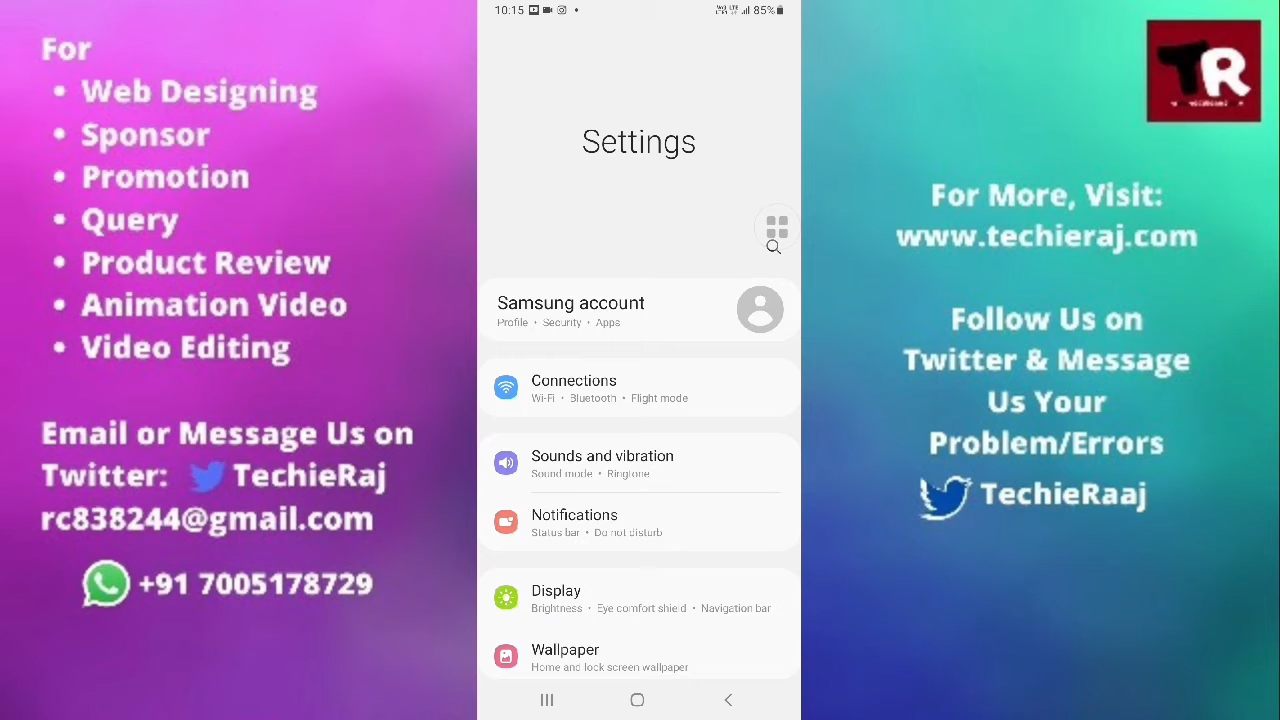 For
• Web Designing
• Sponsor
• Promotion
• Query
• Product Review
• Animation Video
• Video Editing
Email or Message Us on
Twitter: TechieRaj
rc838244@gmail.com
+91 7005178729
10:15
85%
Settings
Samsung account
Profile • Security • Apps
Connections
Wi-Fi • Bluetooth • Flight mode
Sounds and vibration
Sound mode • Ringtone
Notifications
Status bar • Do not disturb
Display
Brightness • Eye comfort shield • Navigation bar
Wallpaper
Home and lock screen wallpaper
TR
For More, Visit:
www.techieraj.com
Follow Us on
Twitter & Message
Us Your
Problem/Errors
TechieRaaj